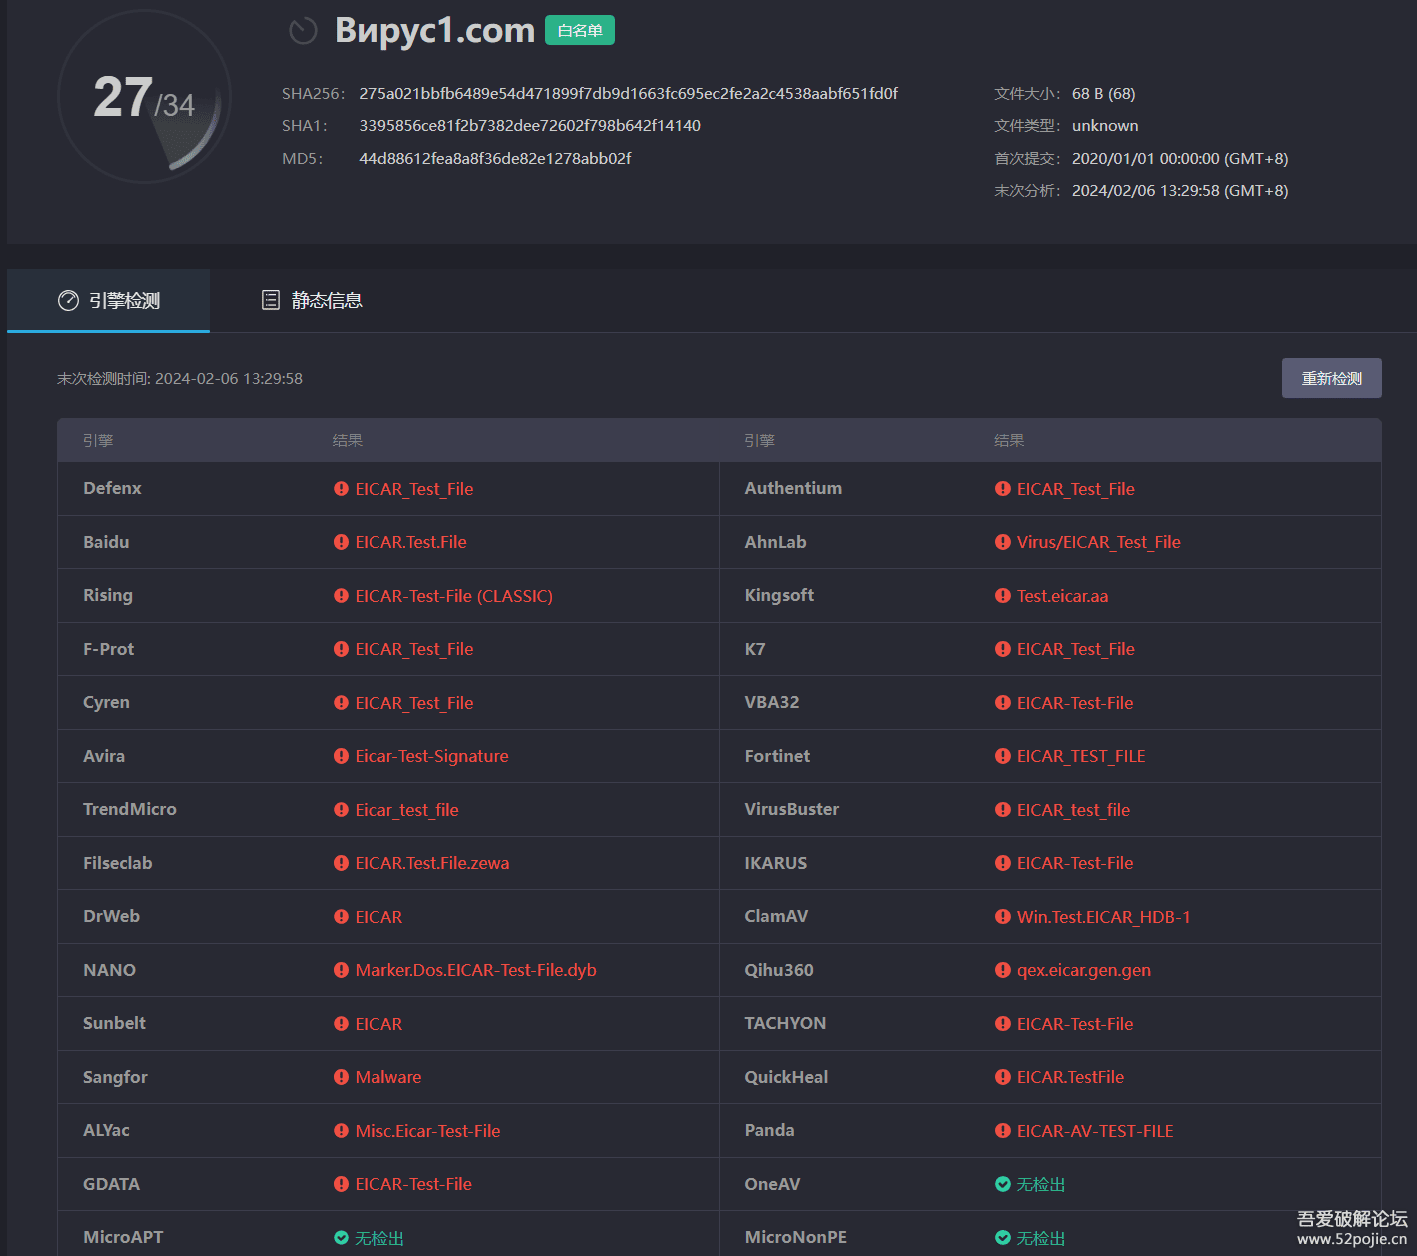 Вирус1.com 白名单
27/34
SHA256: 275a021bbfb6489e54d471899f7db9d1663fc695ec2fe2a2c4538aabf651fd0f 文件大小: 68 B (68)
SHA1: 3395856ce81f2b7382dee72602f798b642f14140 文件类型: unknown
MD5: 44d88612fea8a8f36de82e1278abb02f 首次提交: 2020/01/01 00:00:00 (GMT+8)
末次分析: 2024/02/06 13:29:58 (GMT+8)
引擎检测 静态信息
末次检测时间: 2024-02-06 13:29:58 重新检测
引擎 结果 引擎 结果
Defenx EICAR_Test_File Authentium EICAR_Test_File
Baidu EICAR.Test.File AhnLab Virus/EICAR_Test_File
Rising EICAR-Test-File (CLASSIC) Kingsoft Test.eicar.aa
F-Prot EICAR_Test_File K7 EICAR_Test_File
Cyren EICAR_Test_File VBA32 EICAR-Test-File
Avira Eicar-Test-Signature Fortinet EICAR_TEST_FILE
TrendMicro Eicar_test_file VirusBuster EICAR_test_file
Filseclab EICAR.Test.File.zewa IKARUS EICAR-Test-File
DrWeb EICAR ClamAV Win.Test.EICAR_HDB-1
NANO Marker.Dos.EICAR-Test-File.dyb Qihu360 qex.eicar.gen.gen
Sunbelt EICAR TACHYON EICAR-Test-File
Sangfor Malware QuickHeal EICAR.TestFile
ALYac Misc.Eicar-Test-File Panda EICAR-AV-TEST-FILE
GDATA EICAR-Test-File OneAV 无检出
MicroAPT 无检出 MicroNonPE 无检出
吾爱破解论坛
www.52pojie.cn